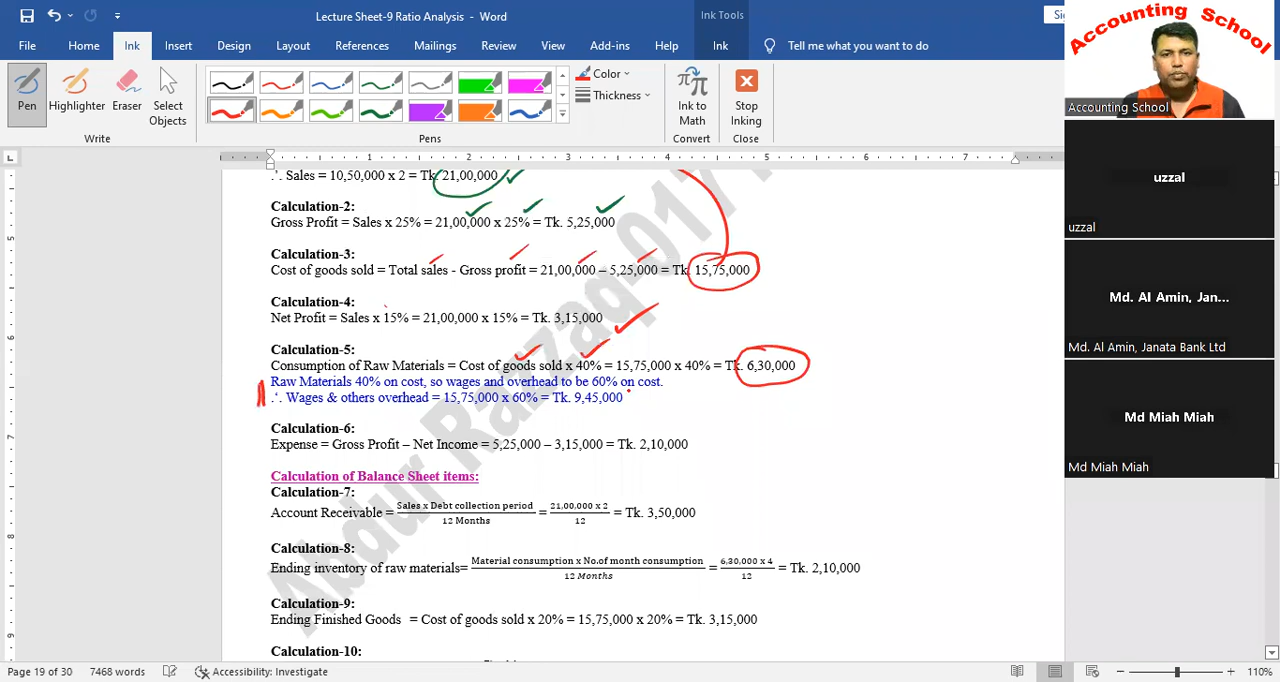 Lecture Sheet-9 Ratio Analysis - Word
Ink Tools
File Home Ink Insert Design Layout References Mailings Review View Add-ins Help Ink Tell me what you want to do
Accounting School
Pen
Highlighter
Eraser
Select Objects
Color
Thickness
Ink to Math
Stop Inking
Write
Pens
Convert
Close
Accounting School
1 2 3 4 5 6 7
∴ Sales = 10,50,000 x 2 = Tk. 21,00,000
Calculation-2:
Gross Profit = Sales x 25% = 21,00,000 x 25% = Tk. 5,25,000
Calculation-3:
Cost of goods sold = Total sales - Gross profit = 21,00,000 – 5,25,000 = Tk. 15,75,000
Calculation-4:
Net Profit = Sales x 15% = 21,00,000 x 15% = Tk. 3,15,000
Calculation-5:
Consumption of Raw Materials = Cost of goods sold x 40% = 15,75,000 x 40% = Tk. 6,30,000
Raw Materials 40% on cost, so wages and overhead to be 60% on cost.
∴ Wages & others overhead = 15,75,000 x 60% = Tk. 9,45,000
Calculation-6:
Expense = Gross Profit – Net Income = 5,25,000 – 3,15,000 = Tk. 2,10,000
Calculation of Balance Sheet items:
Calculation-7:
Account Receivable = Sales x Debt collection period / 12 Months = 21,00,000 x 2 / 12 = Tk. 3,50,000
Calculation-8:
Ending inventory of raw materials= Material consumption x No.of month consumption / 12 Months = 6,30,000 x 4 / 12 = Tk. 2,10,000
Calculation-9:
Ending Finished Goods = Cost of goods sold x 20% = 15,75,000 x 20% = Tk. 3,15,000
Calculation-10:
Abdur Razzaq-0171
uzzal
uzzal
Md. Al Amin, Jan...
Md. Al Amin, Janata Bank Ltd
Md Miah Miah
Md Miah Miah
Page 19 of 30 7468 words Accessibility: Investigate 110%